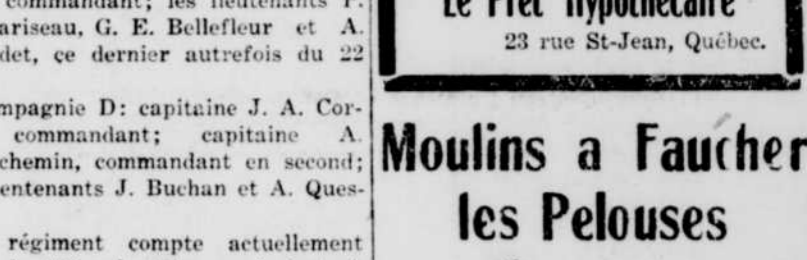 commandant; les lieutenants P.
ariseau, G. E. Bellefleur et A.
det, ce dernier autrefois du 22
mpagnie D: capitaine J. A. Cor-
commandant; capitaine A.
chemin, commandant en second;
entenants J. Buchan et A. Ques-
régiment compte actuellement
Le Prêt Hypothécaire
23 rue St-Jean, Québec.
Moulins a Faucher
les Pelouses